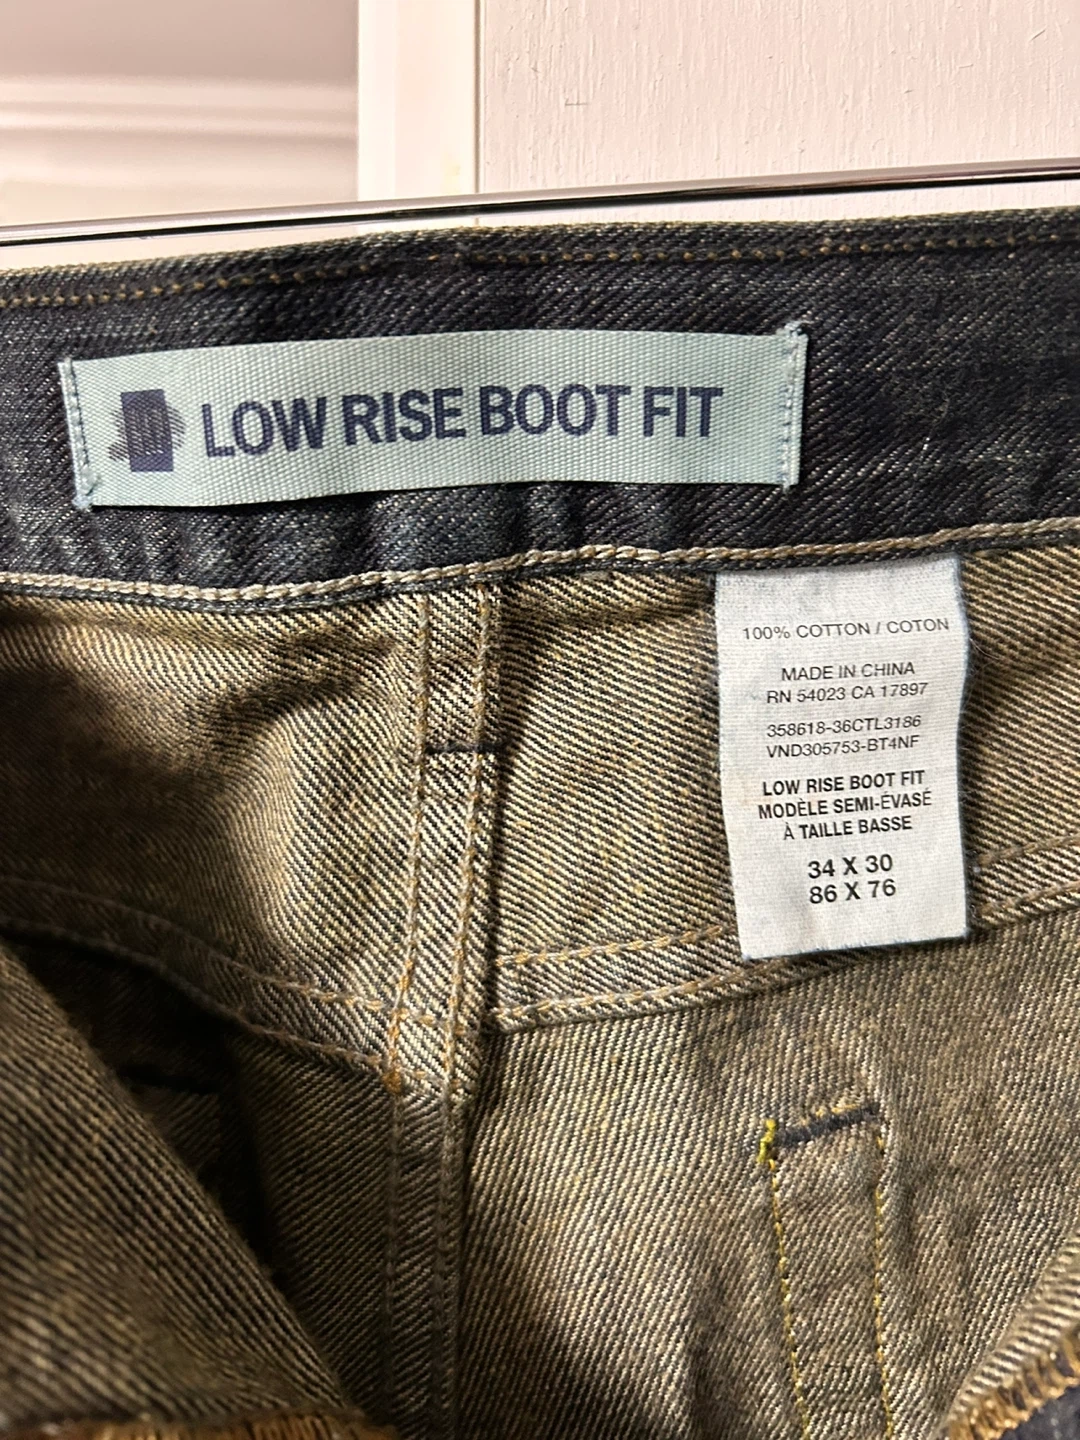 LOW RISE BOOT FIT
100% COTTON / COTON
MADE IN CHINA
RN 54023 CA 17897
358618-36CTL3186
VND305753-BT4NF
LOW RISE BOOT FIT
MODÈLE SEMI-ÉVASÉ
À TAILLE BASSE
34 X 30
86 X 76